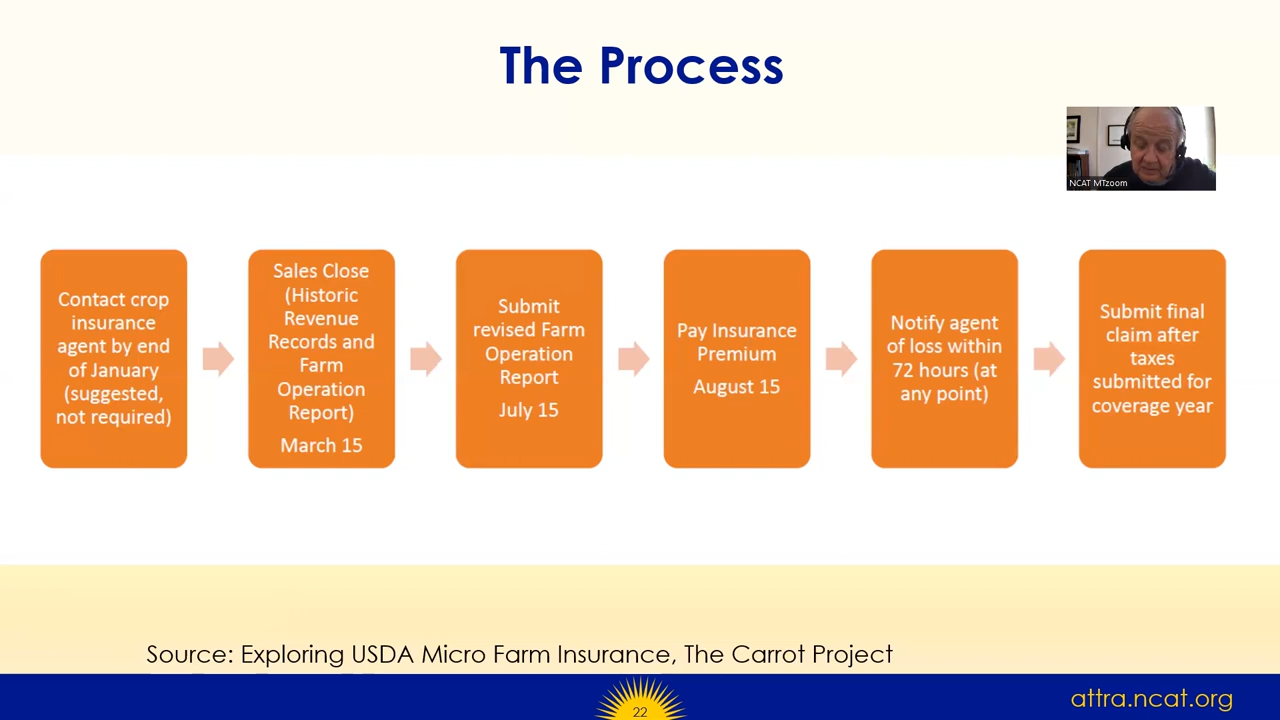 The Process
NCAT MTzoom
Contact crop
insurance
agent by end
of January
(suggested,
not required)
Sales Close
(Historic
Revenue
Records and
Farm
Operation
Report)
March 15
Submit
revised Farm
Operation
Report
July 15
Pay Insurance
Premium
August 15
Notify agent
of loss within
72 hours (at
any point)
Submit final
claim after
taxes
submitted for
coverage year
Source: Exploring USDA Micro Farm Insurance, The Carrot Project
22
attra.ncat.org